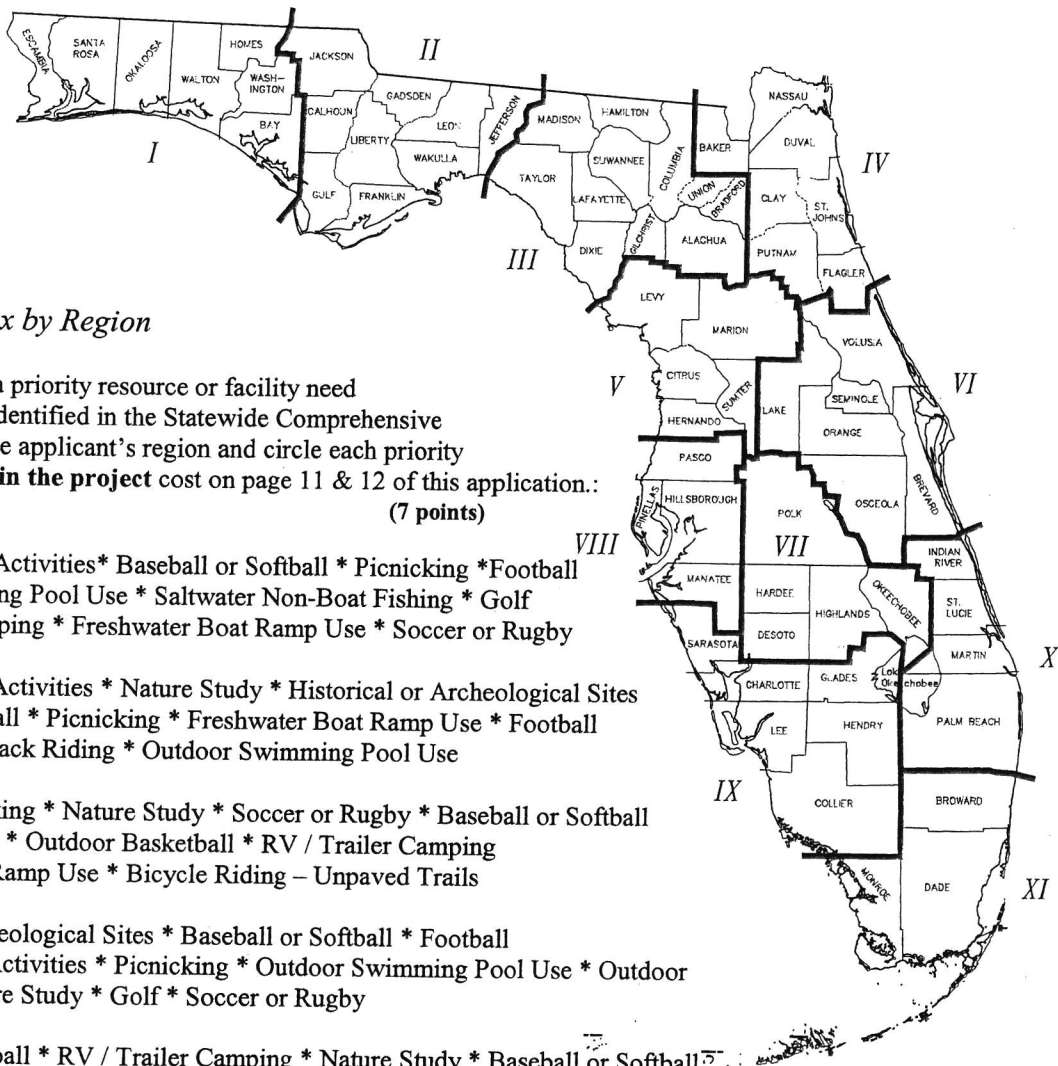 II
ESCAMBIA
SANTA ROSA
OKALOOSA
WALTON
HOMES
WASH-
INGTON
BAY
I
JACKSON
CALHOUN
GULF
LIBERTY
GADSDEN
LEON
WAKULLA
FRANKLIN
JEFFERSON
MADISON
TAYLOR
HAMILTON
SUWANNEE
LAFAYETTE
COLUMBIA
DIXIE
GILCHRIST
UNION
BRADFORD
ALACHUA
III
BAKER
NASSAU
DUVAL
CLAY
ST.
JOHNS
PUTNAM
FLAGLER
IV
LEVY
MARION
CITRUS
SUMTER
HERNANDO
V
LAKE
VOLUSIA
SEMINOLE
ORANGE
OSCEOLA
BREVARD
VI
PASCO
PINELLAS
HILLSBOROUGH
MANATEE
VIII
POLK
VII
HARDEE
HIGHLANDS
OKEECHOBEE
DESOTO
SARASOTA
CHARLOTTE
GLADES
LEE
HENDRY
COLLIER
IX
INDIAN
RIVER
ST.
LUCIE
MARTIN
Okeechobee
PALM BEACH
X
BROWARD
DADE
MONROE
XI
x by Region
a priority resource or facility need
dentified in the Statewide Comprehensive
e applicant's region and circle each priority
in the project cost on page 11 & 12 of this application.:
(7 points)
Activities* Baseball or Softball * Picnicking *Football
ng Pool Use * Saltwater Non-Boat Fishing * Golf
ping * Freshwater Boat Ramp Use * Soccer or Rugby
Activities * Nature Study * Historical or Archeological Sites
all * Picnicking * Freshwater Boat Ramp Use * Football
ack Riding * Outdoor Swimming Pool Use
ing * Nature Study * Soccer or Rugby * Baseball or Softball
* Outdoor Basketball * RV / Trailer Camping
Ramp Use * Bicycle Riding – Unpaved Trails
eological Sites * Baseball or Softball * Football
Activities * Picnicking * Outdoor Swimming Pool Use * Outdoor
re Study * Golf * Soccer or Rugby
ball * RV / Trailer Camping * Nature Study * Baseball or Softball